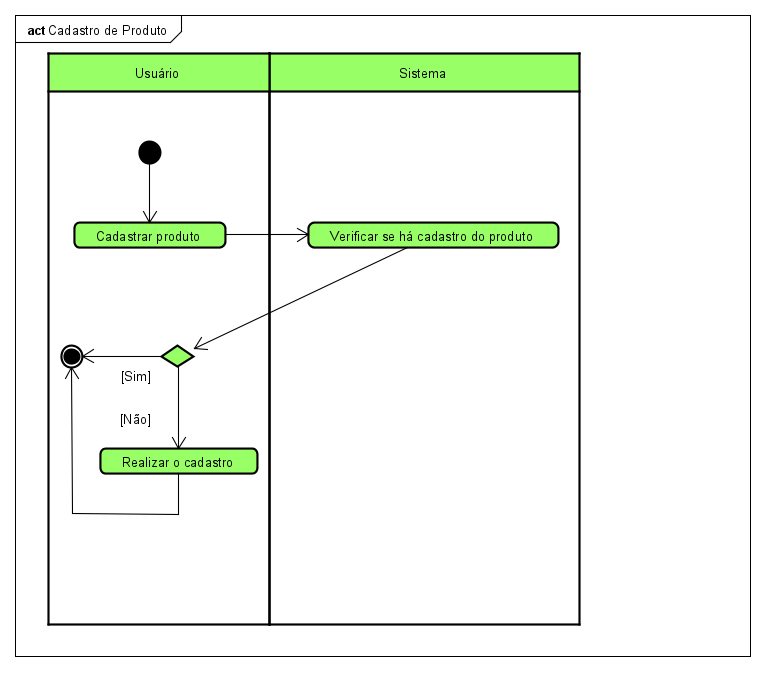 act Cadastro de Produto
Usuário
Sistema
Cadastrar produto
Verificar se há cadastro do produto
[Sim]
[Não]
Realizar o cadastro